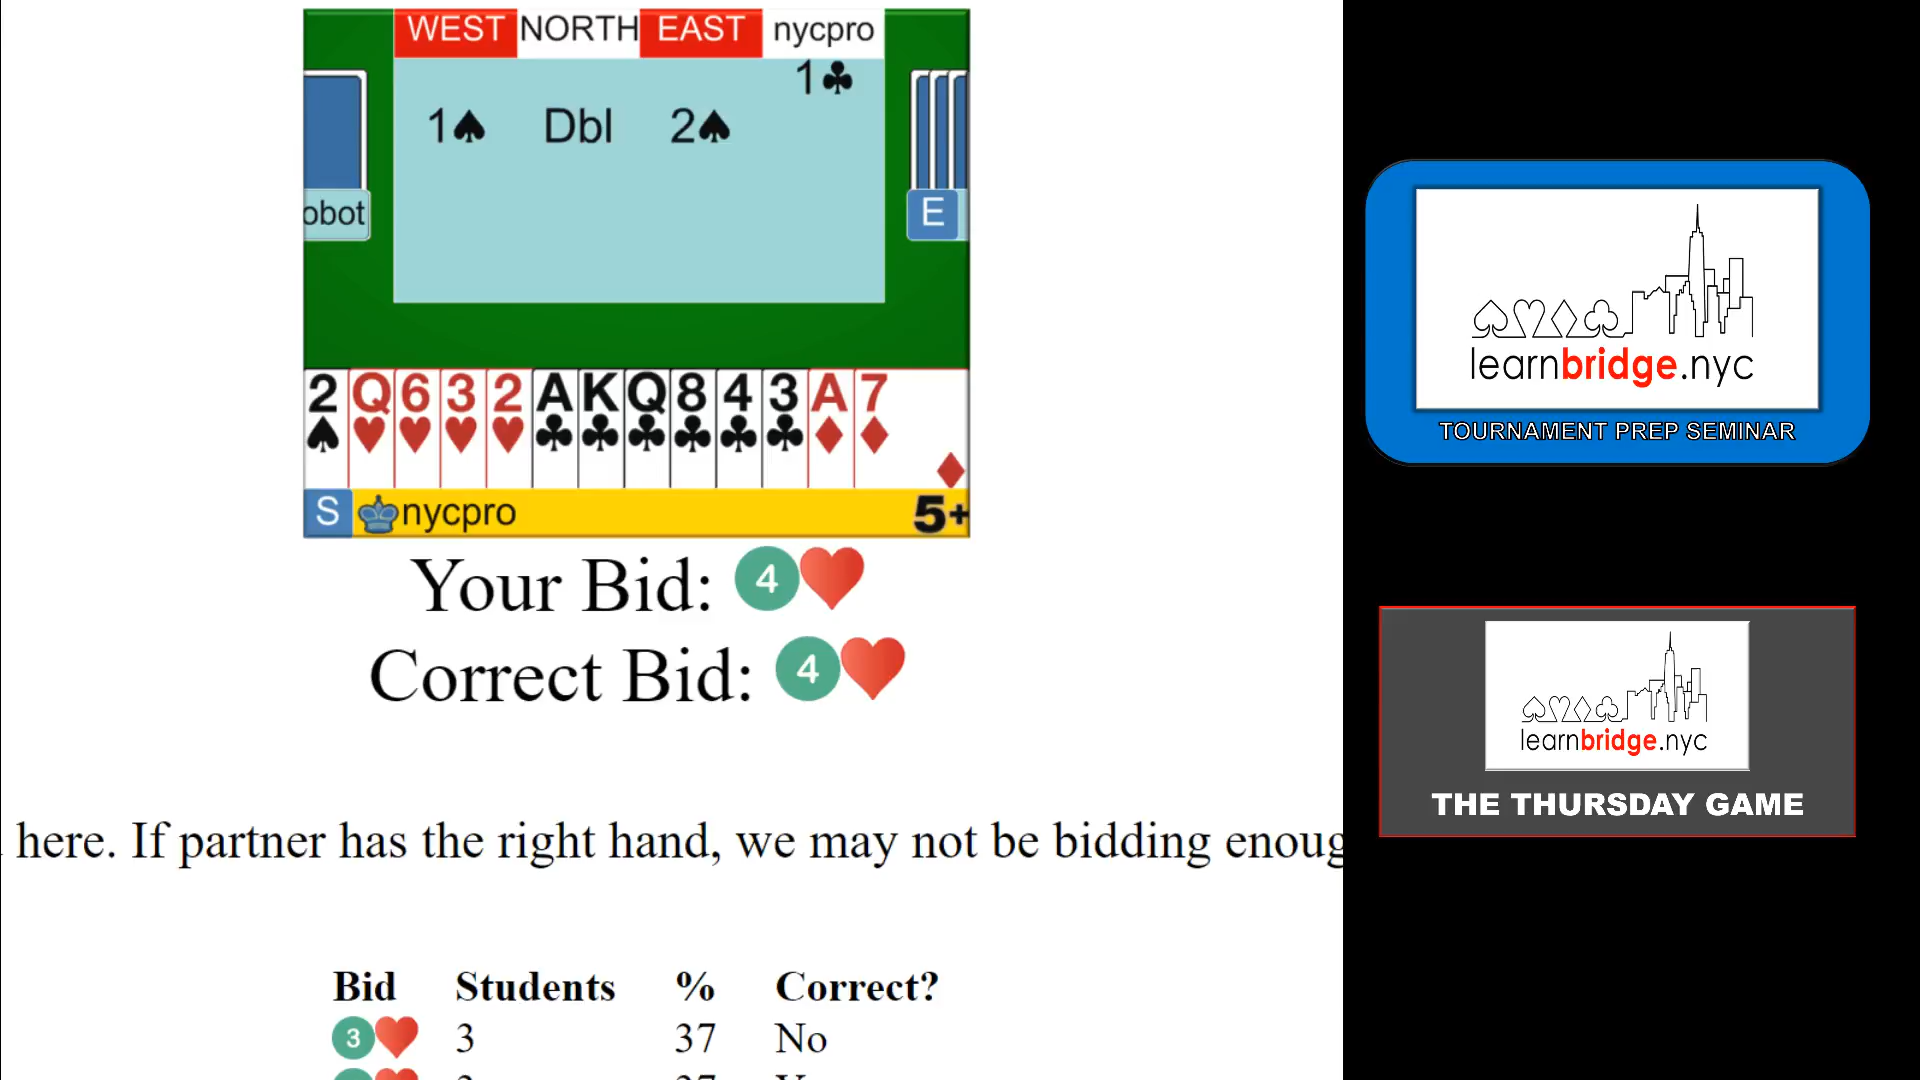 WEST NORTH EAST nycpro
1♣
1♠ Dbl 2♠
obot
E
2♠ Q♥ 6♥ 3♥ 2♥ A♣ K♣ Q♣ 8♣ 4♣ 3♣ A♦ 7♦
S nycpro 5+
Your Bid: 4♥
Correct Bid: 4♥
here. If partner has the right hand, we may not be bidding enoug
Bid Students % Correct?
3♥ 3 37 No
learnbridge.nyc
TOURNAMENT PREP SEMINAR
learnbridge.nyc
THE THURSDAY GAME